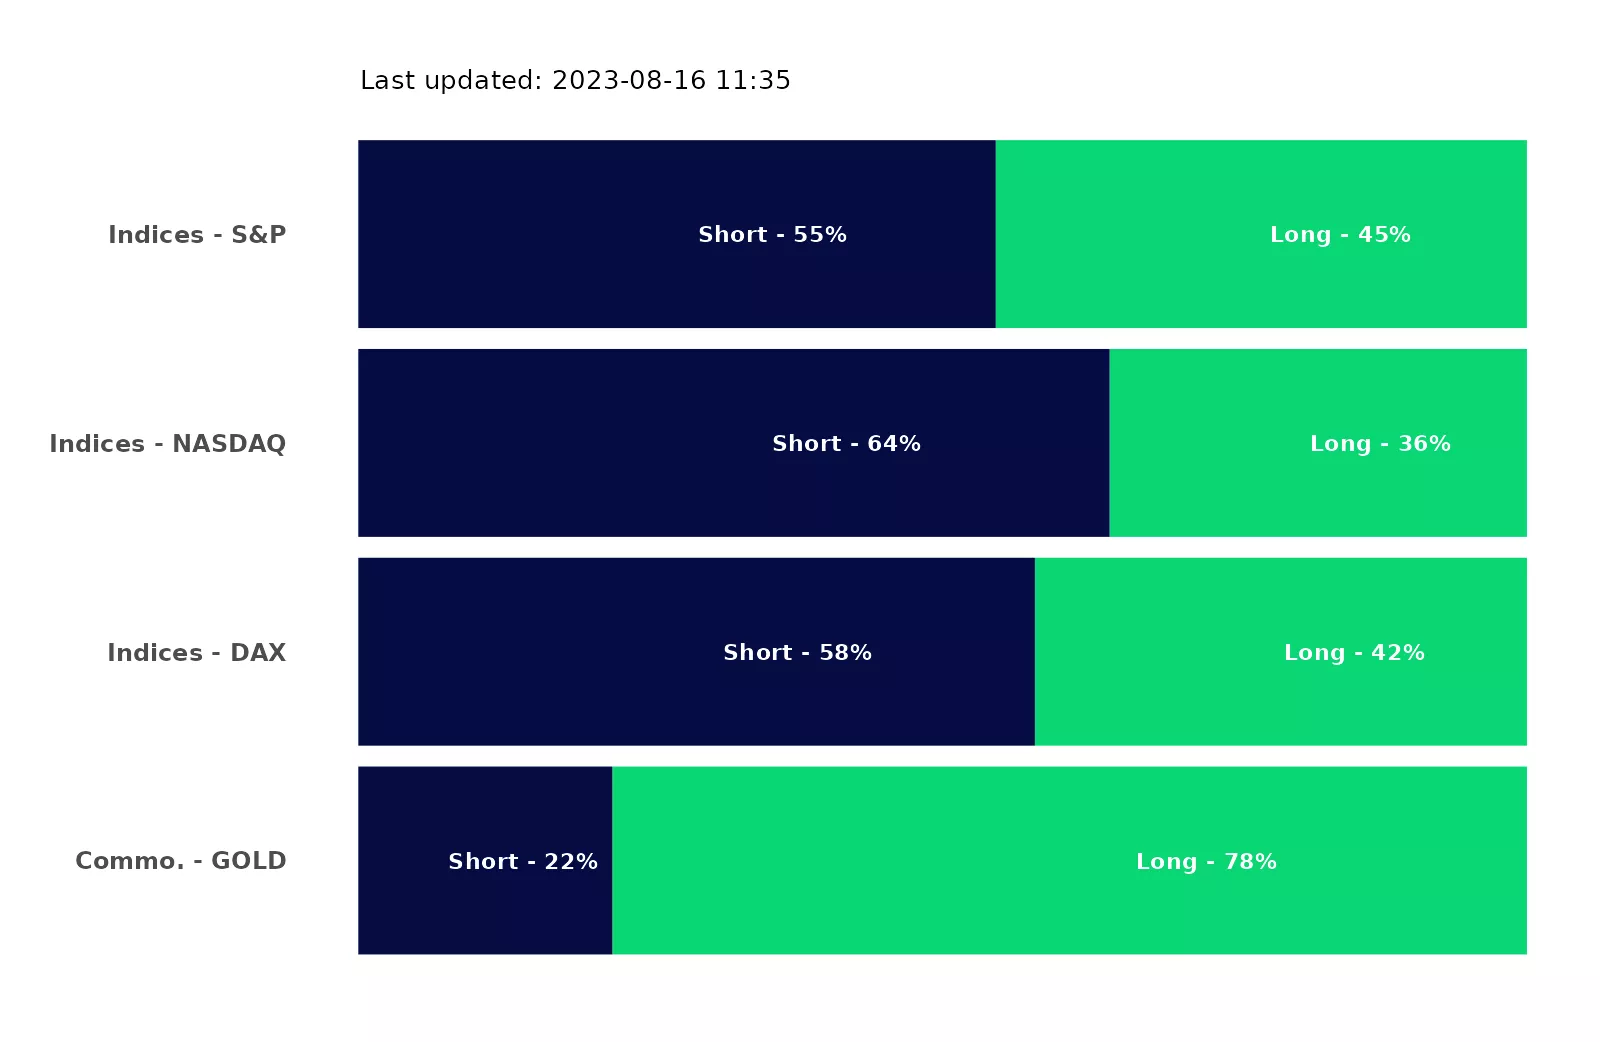 Last updated: 2023-08-16 11:35
Indices - S&P Short - 55% Long - 45%
Indices - NASDAQ Short - 64% Long - 36%
Indices - DAX Short - 58% Long - 42%
Commo. - GOLD Short - 22% Long - 78%